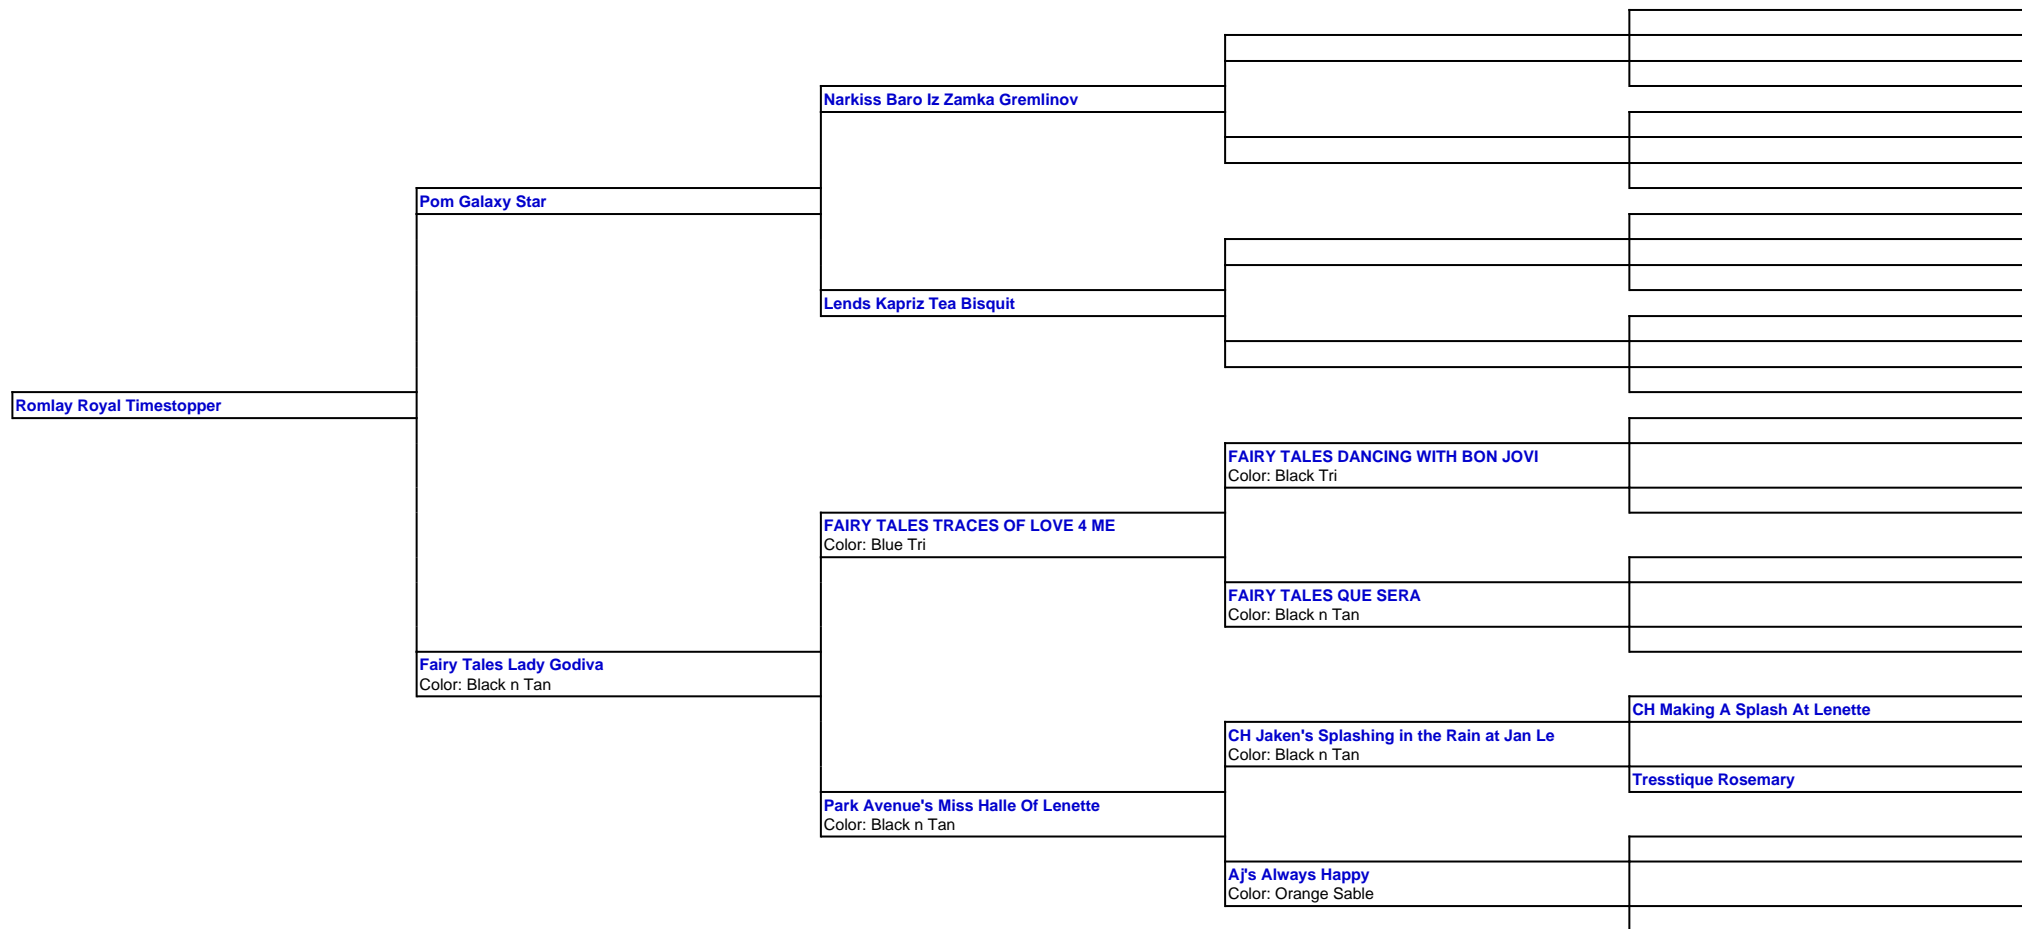 Narkiss Baro Iz Zamka Gremlinov
Pom Galaxy Star
Lends Kapriz Tea Bisquit
Romlay Royal Timestopper
FAIRY TALES DANCING WITH BON JOVI
Color: Black Tri
FAIRY TALES TRACES OF LOVE 4 ME
Color: Blue Tri
FAIRY TALES QUE SERA
Color: Black n Tan
Fairy Tales Lady Godiva
Color: Black n Tan
CH Making A Splash At Lenette
CH Jaken's Splashing in the Rain at Jan Le
Color: Black n Tan
Tresstique Rosemary
Park Avenue's Miss Halle Of Lenette
Color: Black n Tan
Aj's Always Happy
Color: Orange Sable